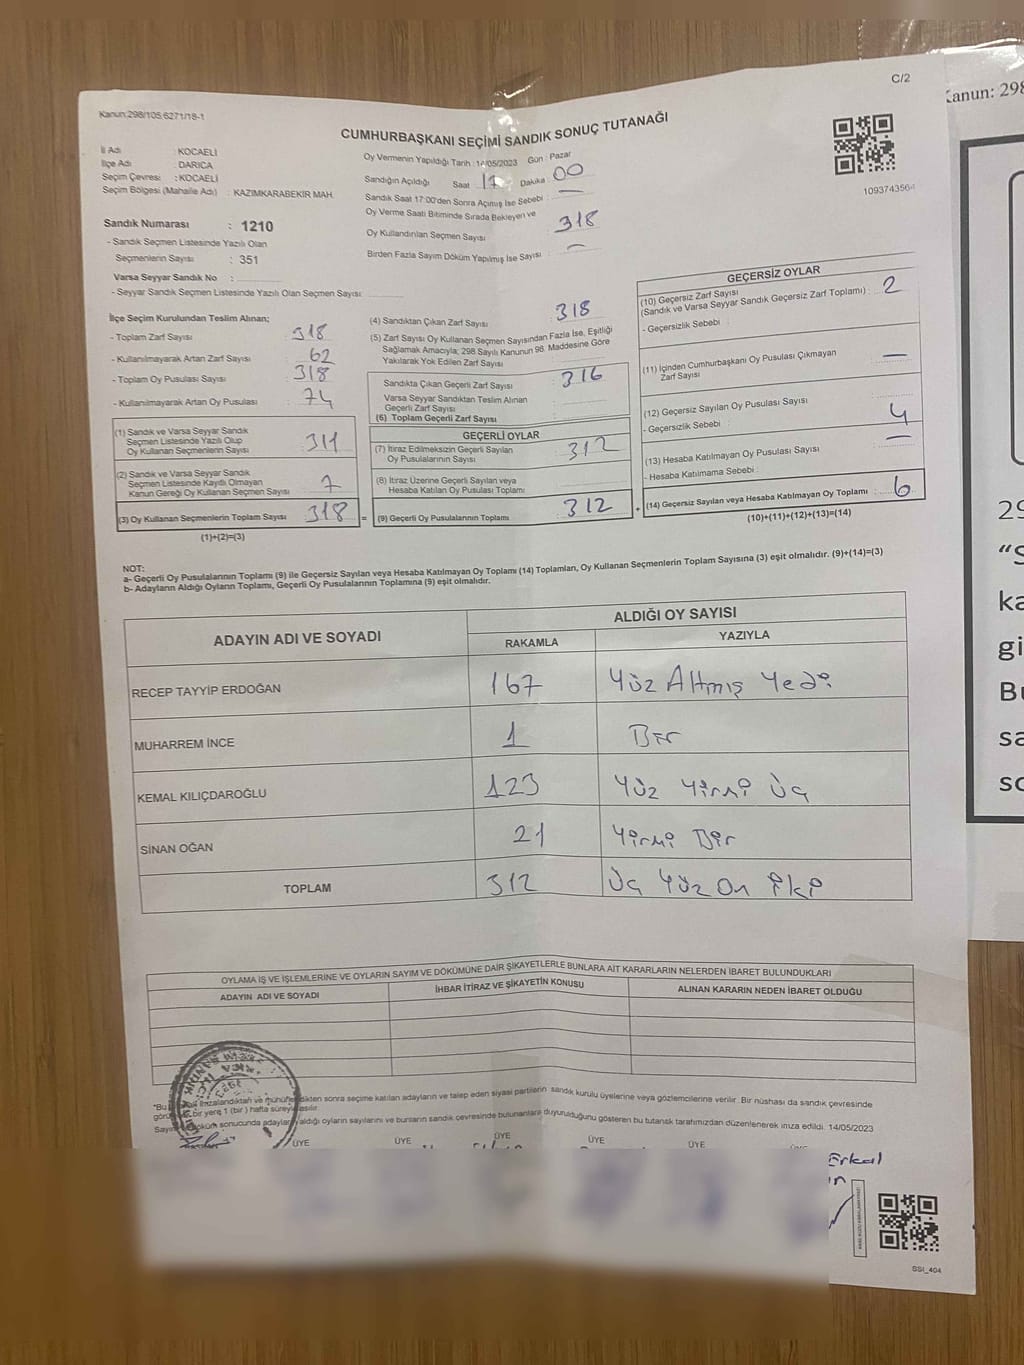 C/2
Kanun: 298
Kanun:298/105,6271/18-1
CUMHURBAŞKANI SEÇİMİ SANDIK SONUÇ TUTANAĞI
İl Adı : KOCAELİ
İlçe Adı : DARICA
Seçim Çevresi : KOCAELİ
Seçim Bölgesi (Mahalle Adı) : KAZIMKARABEKİR MAH.
Sandık Numarası : 1210
- Sandık Seçmen Listesinde Yazılı Olan
Seçmenlerin Sayısı : 351
Varsa Seyyar Sandık No :
- Seyyar Sandık Seçmen Listesinde Yazılı Olan Seçmen Sayısı
Oy Vermenin Yapıldığı Tarih : 14/05/2023 Gün : Pazar
Sandığın Açıldığı Saat 17 Dakika 00
Sandık Saat 17:00'den Sonra Açımış İse Sebebi : —
Oy Verme Saati Bitiminde Sırada Bekleyen ve
Oy Kullandırılan Seçmen Sayısı 318
Birden Fazla Sayım Döküm Yapılmış İse Sayısı : —
109374356-1
İlçe Seçim Kurulundan Teslim Alınan;
- Toplam Zarf Sayısı : 318
- Kullanılmayarak Artan Zarf Sayısı : 62
- Toplam Oy Pusulası Sayısı : 318
- Kullanılmayarak Artan Oy Pusulası : 74
(1) Sandık ve Varsa Seyyar Sandık
Seçmen Listesinde Yazılı Olup
Oy Kullanan Seçmenlerin Sayısı : 311
(2) Sandık ve Varsa Seyyar Sandık
Seçmen Listesinde Kayıtlı Olmayan
Kanun Gereği Oy Kullanan Seçmen Sayısı : 7
(3) Oy Kullanan Seçmenlerin Toplam Sayısı : 318 =
(1)+(2)=(3)
(4) Sandıktan Çıkan Zarf Sayısı : 318
(5) Zarf Sayısı Oy Kullanan Seçmen Sayısından Fazla İse, Eşitliği
Sağlamak Amacıyla; 298 Sayılı Kanunun 98. Maddesine Göre
Yakılarak Yok Edilen Zarf Sayısı
Sandıkta Çıkan Geçerli Zarf Sayısı : 316
Varsa Seyyar Sandıktan Teslim Alınan
Geçerli Zarf Sayısı
(6) Toplam Geçerli Zarf Sayısı
GEÇERLİ OYLAR
(7) İtiraz Edilmeksizin Geçerli Sayılan
Oy Pusulalarının Sayısı : 312
(8) İtiraz Üzerine Geçerli Sayılan veya
Hesaba Katılan Oy Pusulası Toplamı
(9) Geçerli Oy Pusulalarının Toplamı : 312 +
GEÇERSİZ OYLAR
(10) Geçersiz Zarf Sayısı
(Sandık ve Varsa Seyyar Sandık Geçersiz Zarf Toplamı) : 2
- Geçersizlik Sebebi :
(11) İçinden Cumhurbaşkanı Oy Pusulası Çıkmayan
Zarf Sayısı —
(12) Geçersiz Sayılan Oy Pusulası Sayısı : 4
- Geçersizlik Sebebi :
(13) Hesaba Katılmayan Oy Pusulası Sayısı : —
- Hesaba Katılmama Sebebi :
(14) Geçersiz Sayılan veya Hesaba Katılmayan Oy Toplamı : 6
(10)+(11)+(12)+(13)=(14)
NOT:
a- Geçerli Oy Pusulalarının Toplamı (9) ile Geçersiz Sayılan veya Hesaba Katılmayan Oy Toplamı (14) Toplamları, Oy Kullanan Seçmenlerin Toplam Sayısına (3) eşit olmalıdır. (9)+(14)=(3)
b- Adayların Aldığı Oyların Toplamı, Geçerli Oy Pusulalarının Toplamına (9) eşit olmalıdır.
ADAYIN ADI VE SOYADI
ALDIĞI OY SAYISI
RAKAMLA YAZIYLA
RECEP TAYYİP ERDOĞAN 167 Yüz Altmış Yedi
MUHARREM İNCE 1 Bir
KEMAL KILIÇDAROĞLU 123 Yüz Yirmi Üç
SİNAN OĞAN 21 Yirmi Bir
TOPLAM 312 Üç Yüz On iki
OYLAMA İŞ VE İŞLEMLERİNE VE OYLARIN SAYIM VE DÖKÜMÜNE DAİR ŞİKAYETLERLE BUNLARA AİT KARARLARIN NELERDEN İBARET BULUNDUKLARI
ADAYIN ADI VE SOYADI İHBAR İTİRAZ VE ŞİKAYETİN KONUSU ALINAN KARARIN NEDEN İBARET OLDUĞU
*Bu imzalandıktan ve mühürlendikten sonra seçime katılan adayların ve talep eden siyasi partilerin sandık kurulu üyelerine veya gözlemcilerine verilir. Bir nüshası da sandık çevresinde
bir yere 1 (bir) hafta süreyle asılır.
Sayım döküm sonucunda adayların aldığı oyların sayılarını ve bunların sandık çevresinde bulunanlara duyurulduğunu gösteren bu tutanak tarafımızdan düzenlenerek imza edildi. 14/05/2023
ÜYE ÜYE ÜYE ÜYE ÜYE
Erkal
SSI_404
29
"S
ka
gi
Bu
sa
so